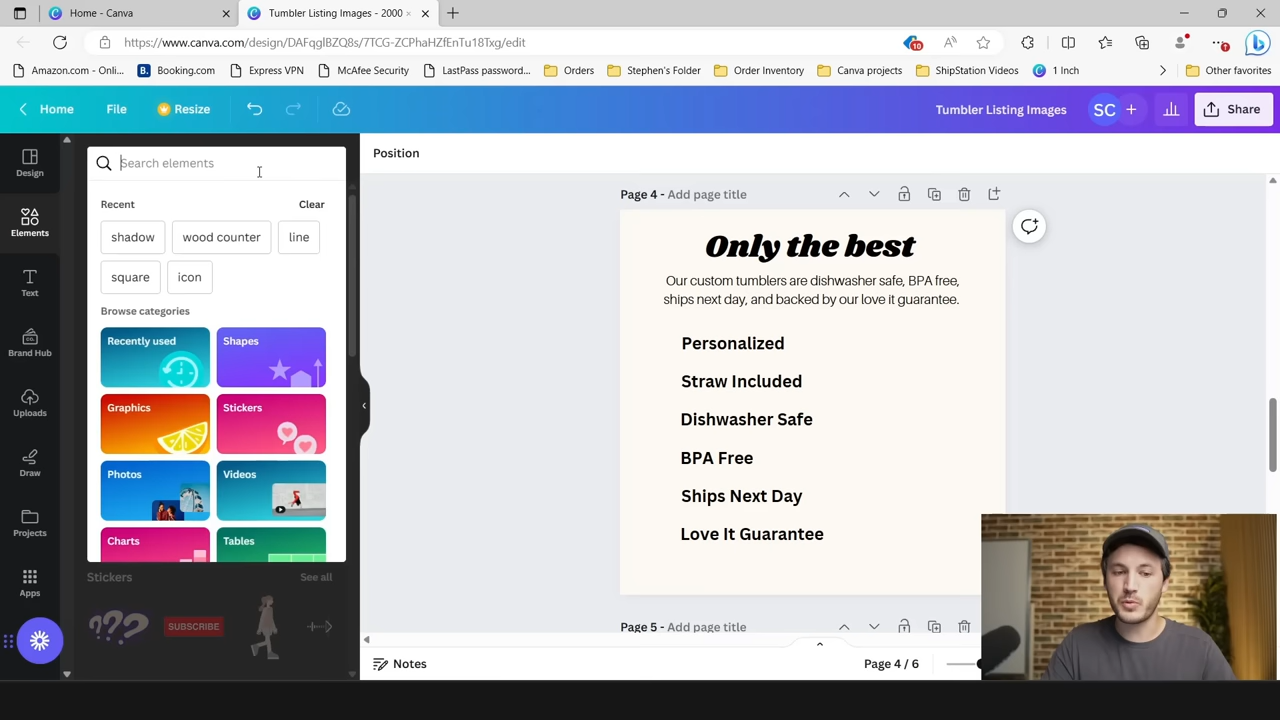 Home - Canva
Tumbler Listing Images - 2000
https://www.canva.com/design/DAFqglBZQ8s/7TCG-ZCPhaHZfEnTu18Txg/edit
10
Amazon.com - Onli...
B. Booking.com
Express VPN
McAfee Security
LastPass password...
Orders
Stephen's Folder
Order Inventory
Canva projects
ShipStation Videos
1 Inch
Other favorites
Home
File
Resize
Tumbler Listing Images
SC
Share
Design
Elements
Text
Brand Hub
Uploads
Draw
Projects
Apps
Search elements
Recent
Clear
shadow
wood counter
line
square
icon
Browse categories
Recently used
Shapes
Graphics
Stickers
Photos
Videos
Charts
Tables
Stickers
See all
???
SUBSCRIBE
Position
Page 4 - Add page title
Only the best
Our custom tumblers are dishwasher safe, BPA free,
ships next day, and backed by our love it guarantee.
Personalized
Straw Included
Dishwasher Safe
BPA Free
Ships Next Day
Love It Guarantee
Page 5 - Add page title
Notes
Page 4 / 6